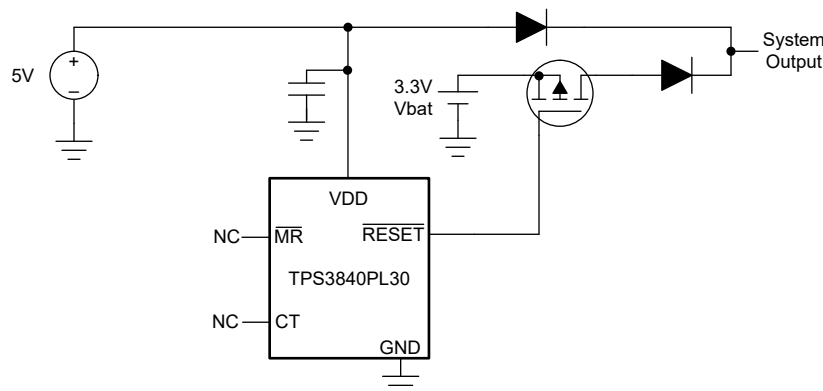 System
Output
5V
+
−
3.3V
Vbat
VDD
NC
MR
RESET
TPS3840PL30
NC
CT
GND